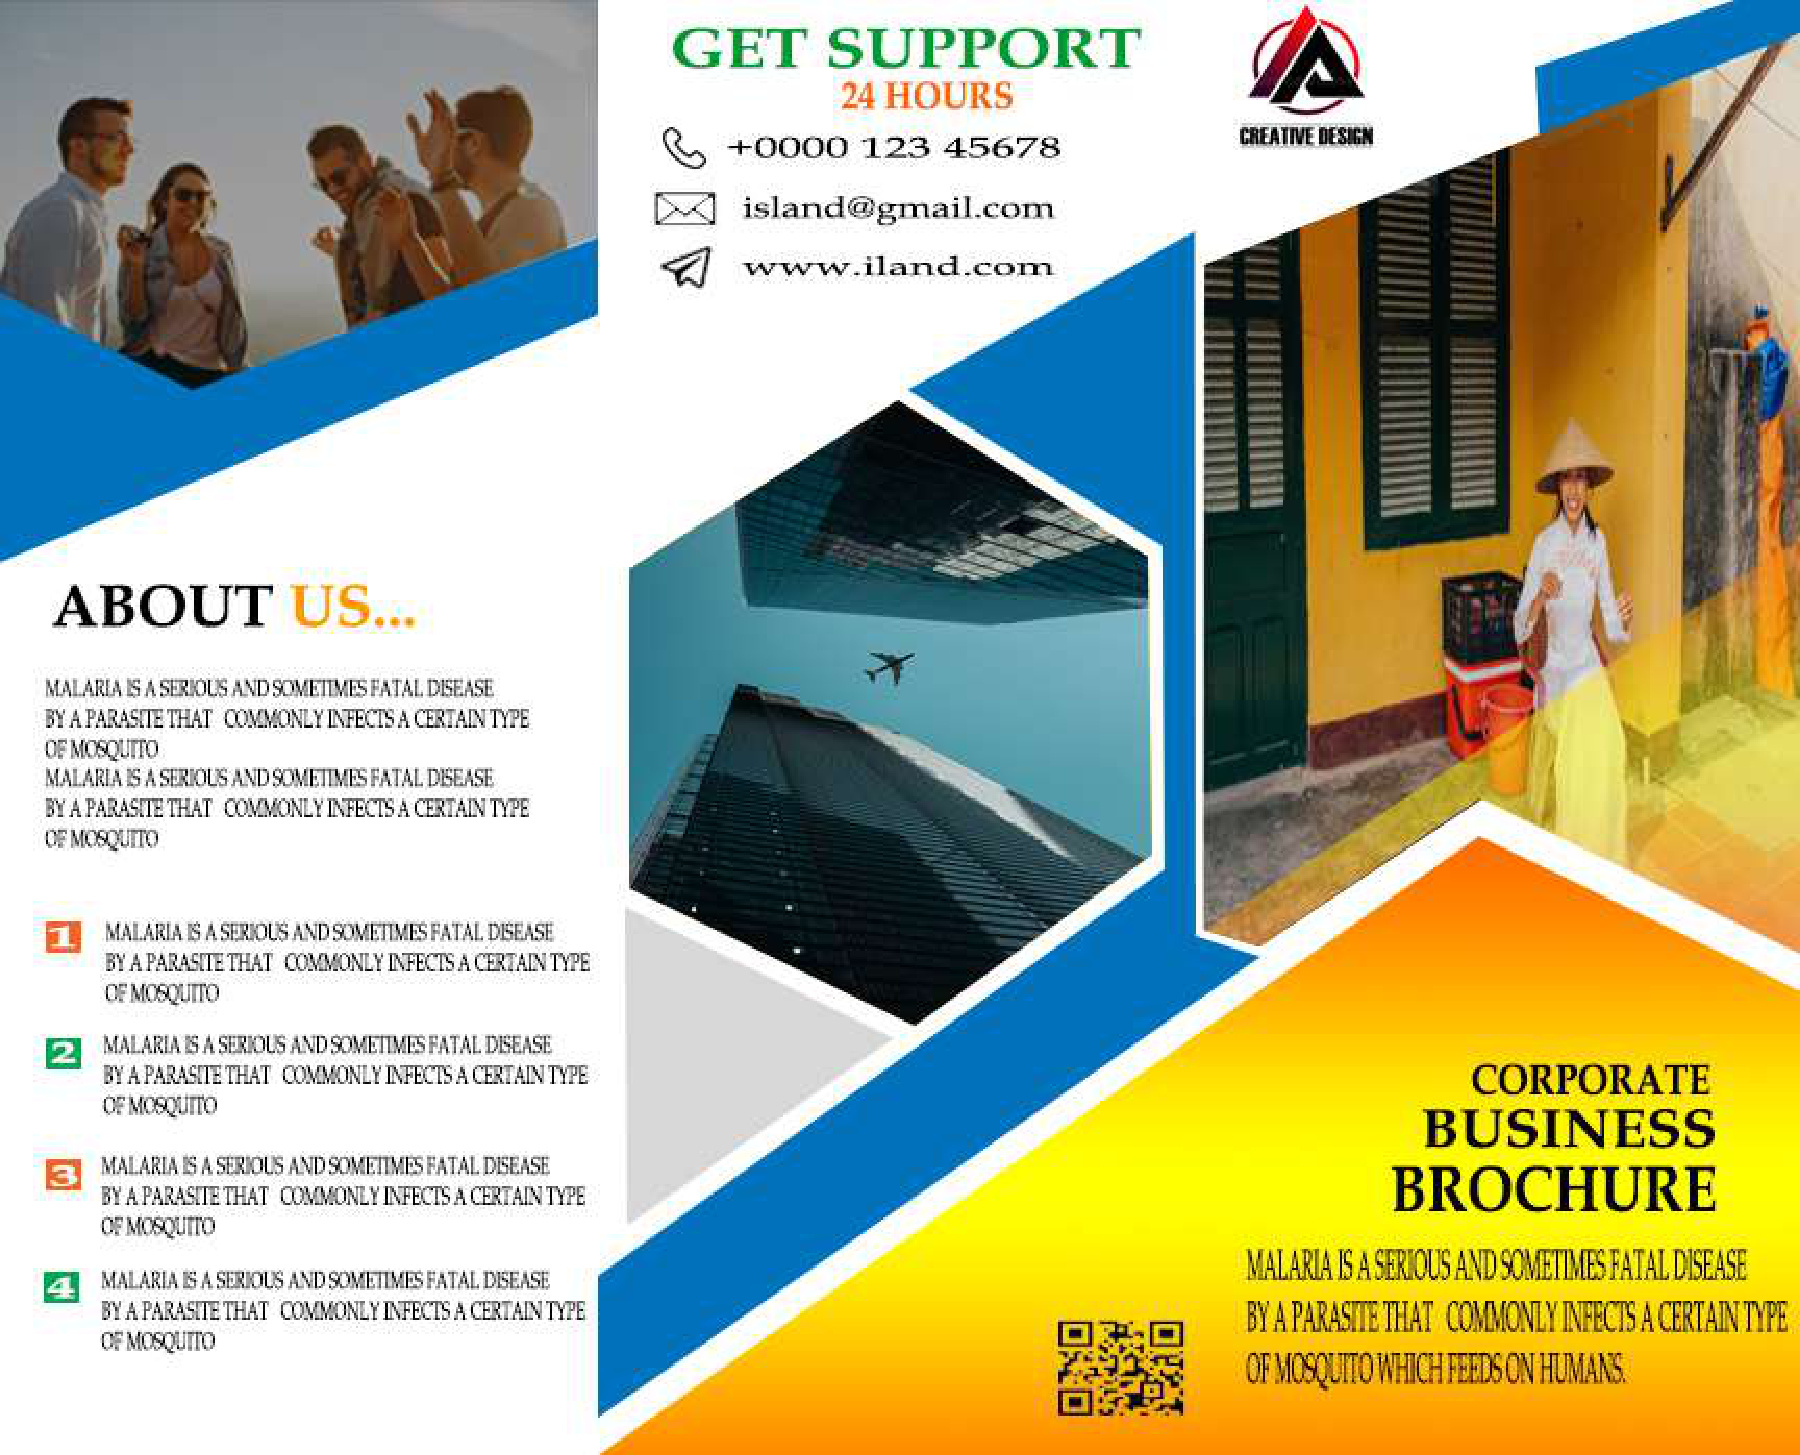 ABOUT US...
MALARIA IS A SERIOUS AND SOMETIMES FATAL DISEASE
BY A PARASITE THAT COMMONLY INFECTS A CERTAIN TYPE
OF MOSQUITO
MALARIA IS A SERIOUS AND SOMETIMES FATAL DISEASE
BY A PARASITE THAT COMMONLY INFECTS A CERTAIN TYPE
OF MOSQUITO
1 MALARIA IS A SERIOUS AND SOMETIMES FATAL DISEASE
BY A PARASITE THAT COMMONLY INFECTS A CERTAIN TYPE
OF MOSQUITO
2 MALARIA IS A SERIOUS AND SOMETIMES FATAL DISEASE
BY A PARASITE THAT COMMONLY INFECTS A CERTAIN TYPE
OF MOSQUITO
3 MALARIA IS A SERIOUS AND SOMETIMES FATAL DISEASE
BY A PARASITE THAT COMMONLY INFECTS A CERTAIN TYPE
OF MOSQUITO
4 MALARIA IS A SERIOUS AND SOMETIMES FATAL DISEASE
BY A PARASITE THAT COMMONLY INFECTS A CERTAIN TYPE
OF MOSQUITO
GET SUPPORT
24 HOURS
+0000 123 45678
island@gmail.com
www.iland.com
CREATIVE DESIGN
CORPORATE
BUSINESS
BROCHURE
MALARIA IS A SERIOUS AND SOMETIMES FATAL DISEASE
BY A PARASITE THAT COMMONLY INFECTS A CERTAIN TYPE
OF MOSQUITO WHICH FEEDS ON HUMANS.